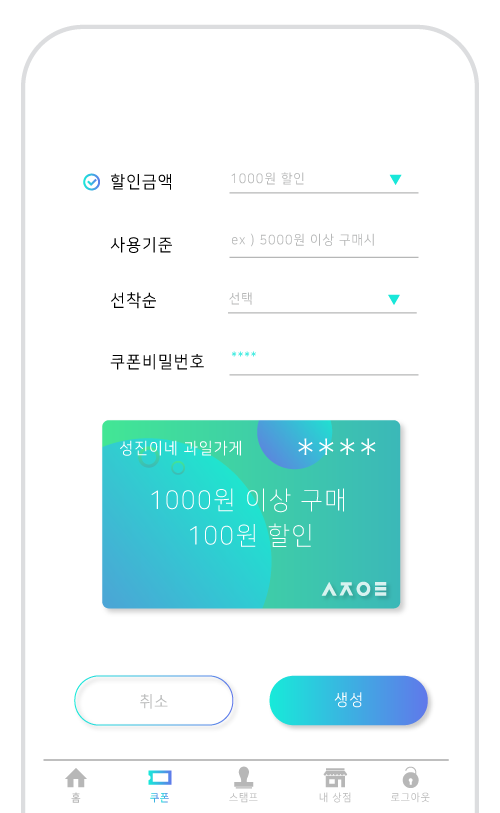 할인금액 1000원 할인
사용기준 ex ) 5000원 이상 구매시
선착순 선택
쿠폰비밀번호 ****
성진이네 과일가게 ****
1000원 이상 구매
100원 할인
취소 생성
홈 쿠폰 스탬프 내 상점 로그아웃